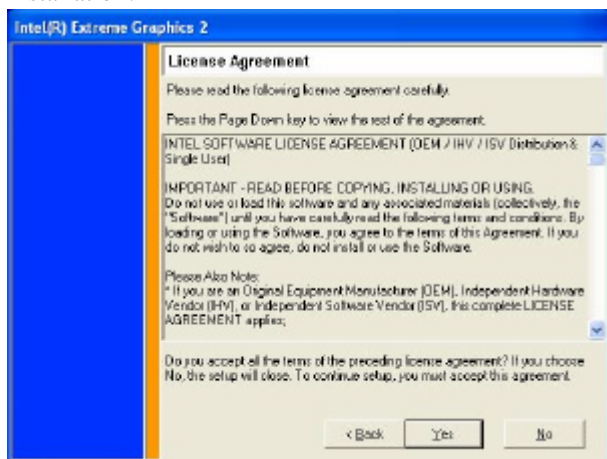 Intel(R) Extreme Graphics 2
License Agreement
Please read the following license agreement carefully.
Press the Page Down key to view the rest of the agreement.
INTEL SOFTWARE LICENSE AGREEMENT (OEM / IHV / ISV Distribution &
Single User)
IMPORTANT - READ BEFORE COPYING, INSTALLING OR USING.
Do not use or load this software and any associated materials (collectively, the
"Software") until you have carefully read the following terms and conditions. By
loading or using the Software, you agree to the terms of this Agreement. If you
do not wish to so agree, do not install or use the Software.
Please Also Note:
* If you are an Original Equipment Manufacturer (OEM), Independent Hardware
Vendor (IHV), or Independent Software Vendor (ISV), this complete LICENSE
AGREEMENT applies;
Do you accept all the terms of the preceding license agreement? If you choose
No, the setup will close. To continue setup, you must accept this agreement.
< Back
Yes
No